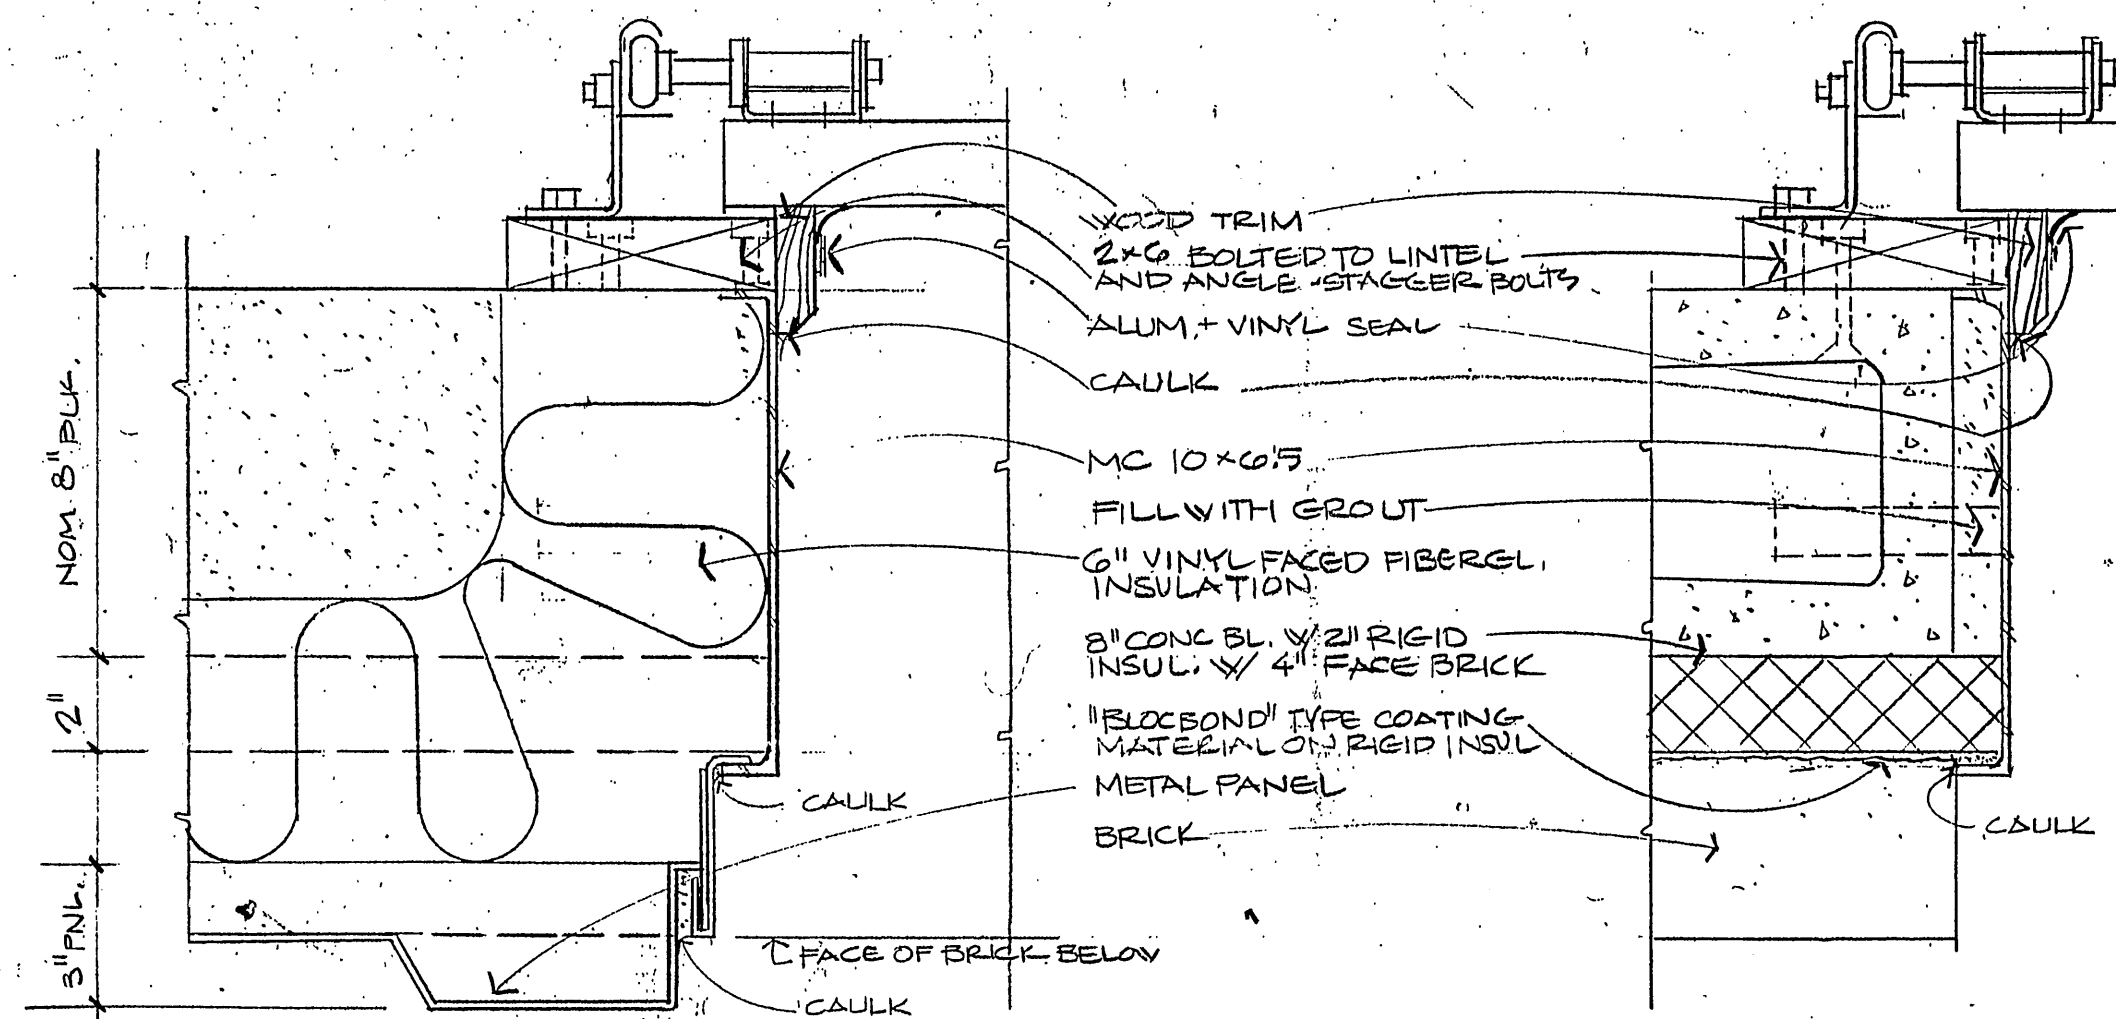 WOOD TRIM
2×6 BOLTED TO LINTEL
AND ANGLE - STAGGER BOLTS
ALUM. + VINYL SEAL
CAULK
MC 10×6.5
FILL WITH GROUT
6" VINYL FACED FIBERGL.
INSULATION
8" CONC BL. W/ 2" RIGID
INSUL. W/ 4" FACE BRICK
"BLOCBOND" TYPE COATING
MATERIAL ON RIGID INSUL
METAL PANEL
BRICK
CAULK
FACE OF BRICK BELOW
CAULK
CAULK
NOM. 8" BLK.
2"
3" PNL.